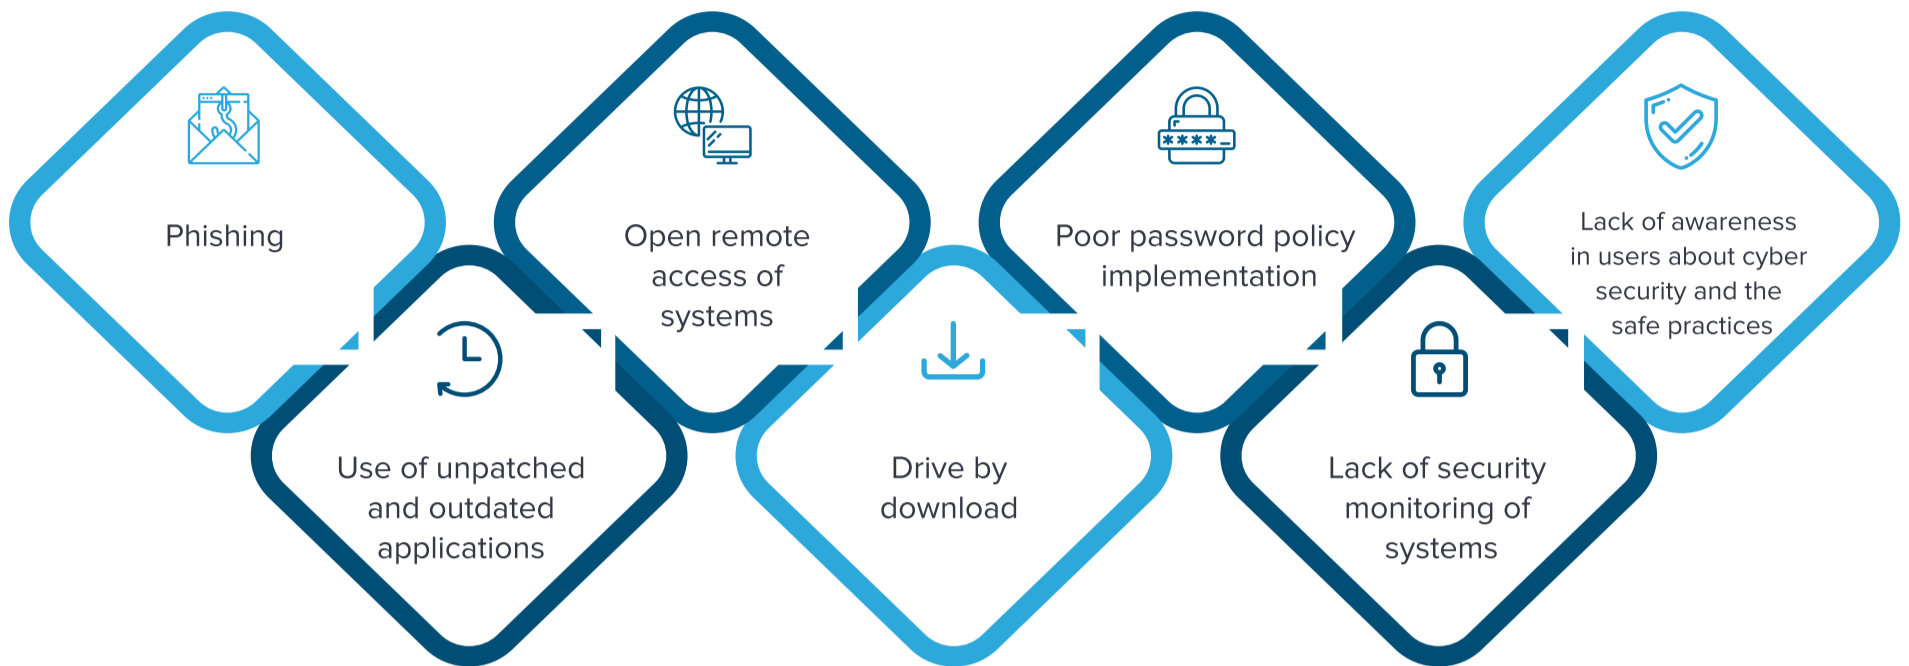 Phishing
Use of unpatched
and outdated
applications
Open remote
access of
systems
Drive by
download
Poor password policy
implementation
Lack of security
monitoring of
systems
Lack of awareness
in users about cyber
security and the
safe practices